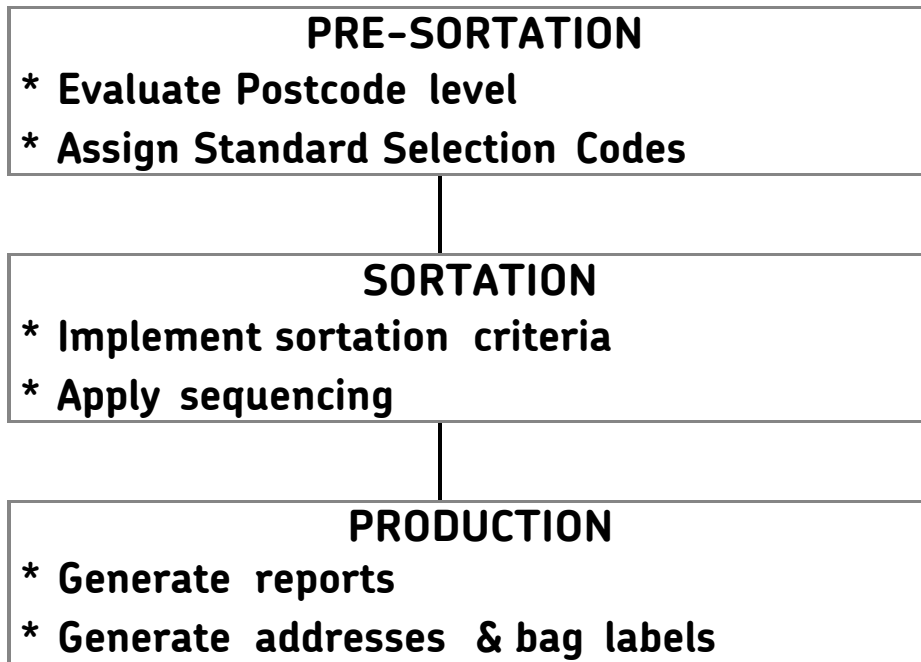 PRE-SORTATION
* Evaluate Postcode level
* Assign Standard Selection Codes
SORTATION
* Implement sortation criteria
* Apply sequencing
PRODUCTION
* Generate reports
* Generate addresses & bag labels